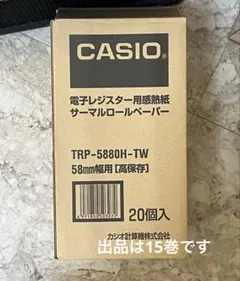 CASIO
電子レジスター用感熱紙
サーマルロールペーパー
TRP-5880H-TW
58mm幅用[高保存]
20個入
出品は15巻です
カシオ計算機株式会社